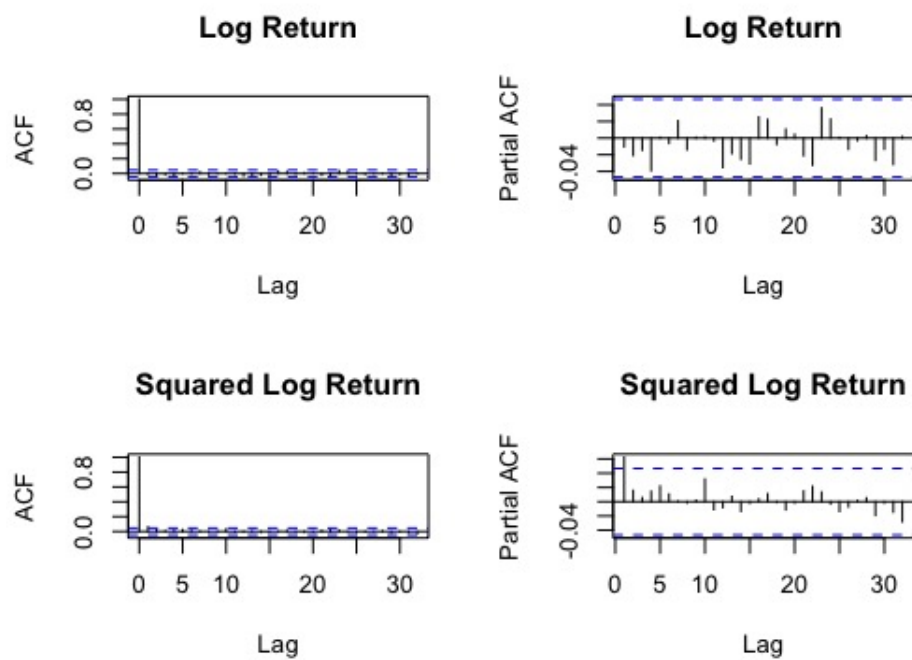 Log Return
ACF
0.0 0.8
0 5 10 20 30
Lag
Log Return
Partial ACF
-0.04
0 5 10 20 30
Lag
Squared Log Return
ACF
0.0 0.8
0 5 10 20 30
Lag
Squared Log Return
Partial ACF
-0.04
0 5 10 20 30
Lag